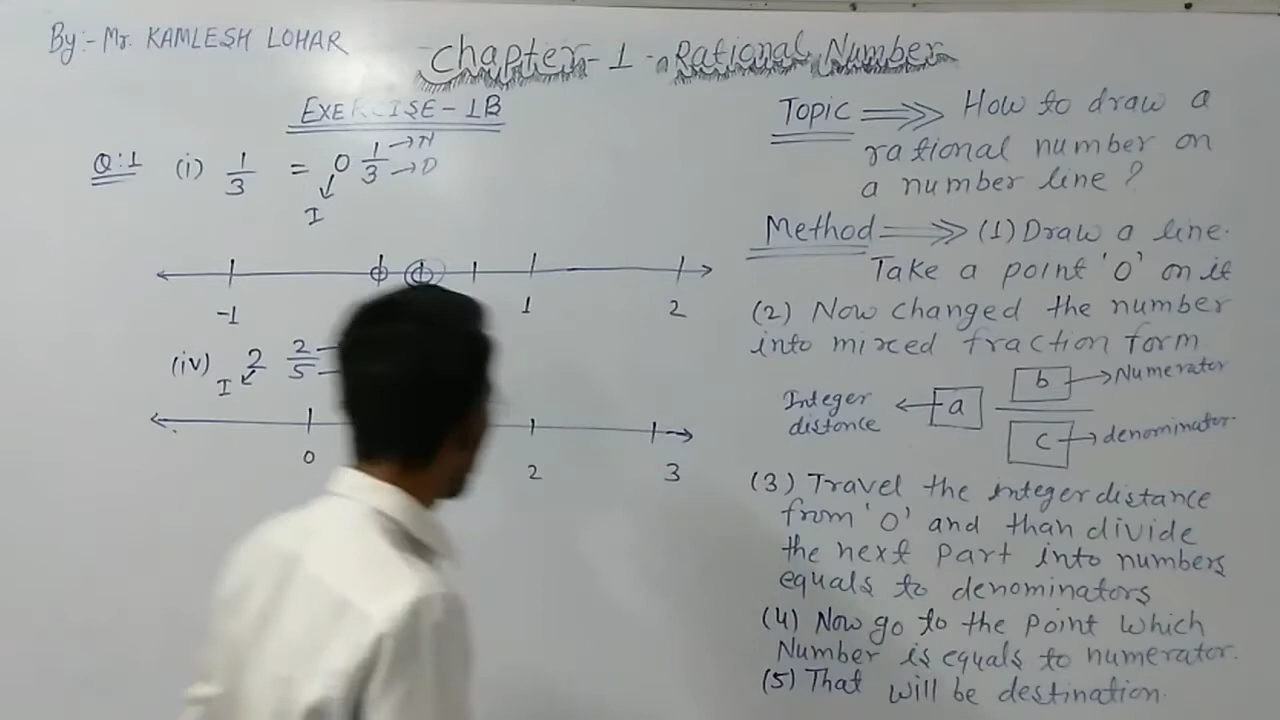 By:- Mr. KAMLESH LOHAR
Chapter-1 Rational Number
EXERCISE-1B
Q:1 (i) 1/3 = 0 1/3 → N → D
I
-1 1 2
(iv) 2 2/5
I
0 2 3
Topic ⟹ How to draw a
rational number on
a number line?
Method ⟹ (1) Draw a line.
Take a point '0' on it
(2) Now changed the number
into mixed fraction form
Integer distance ← a b → Numerator
c → denominator
(3) Travel the integer distance
from '0' and than divide
the next part into numbers
equals to denominators
(4) Now go to the point which
Number is equals to numerator.
(5) That will be destination.